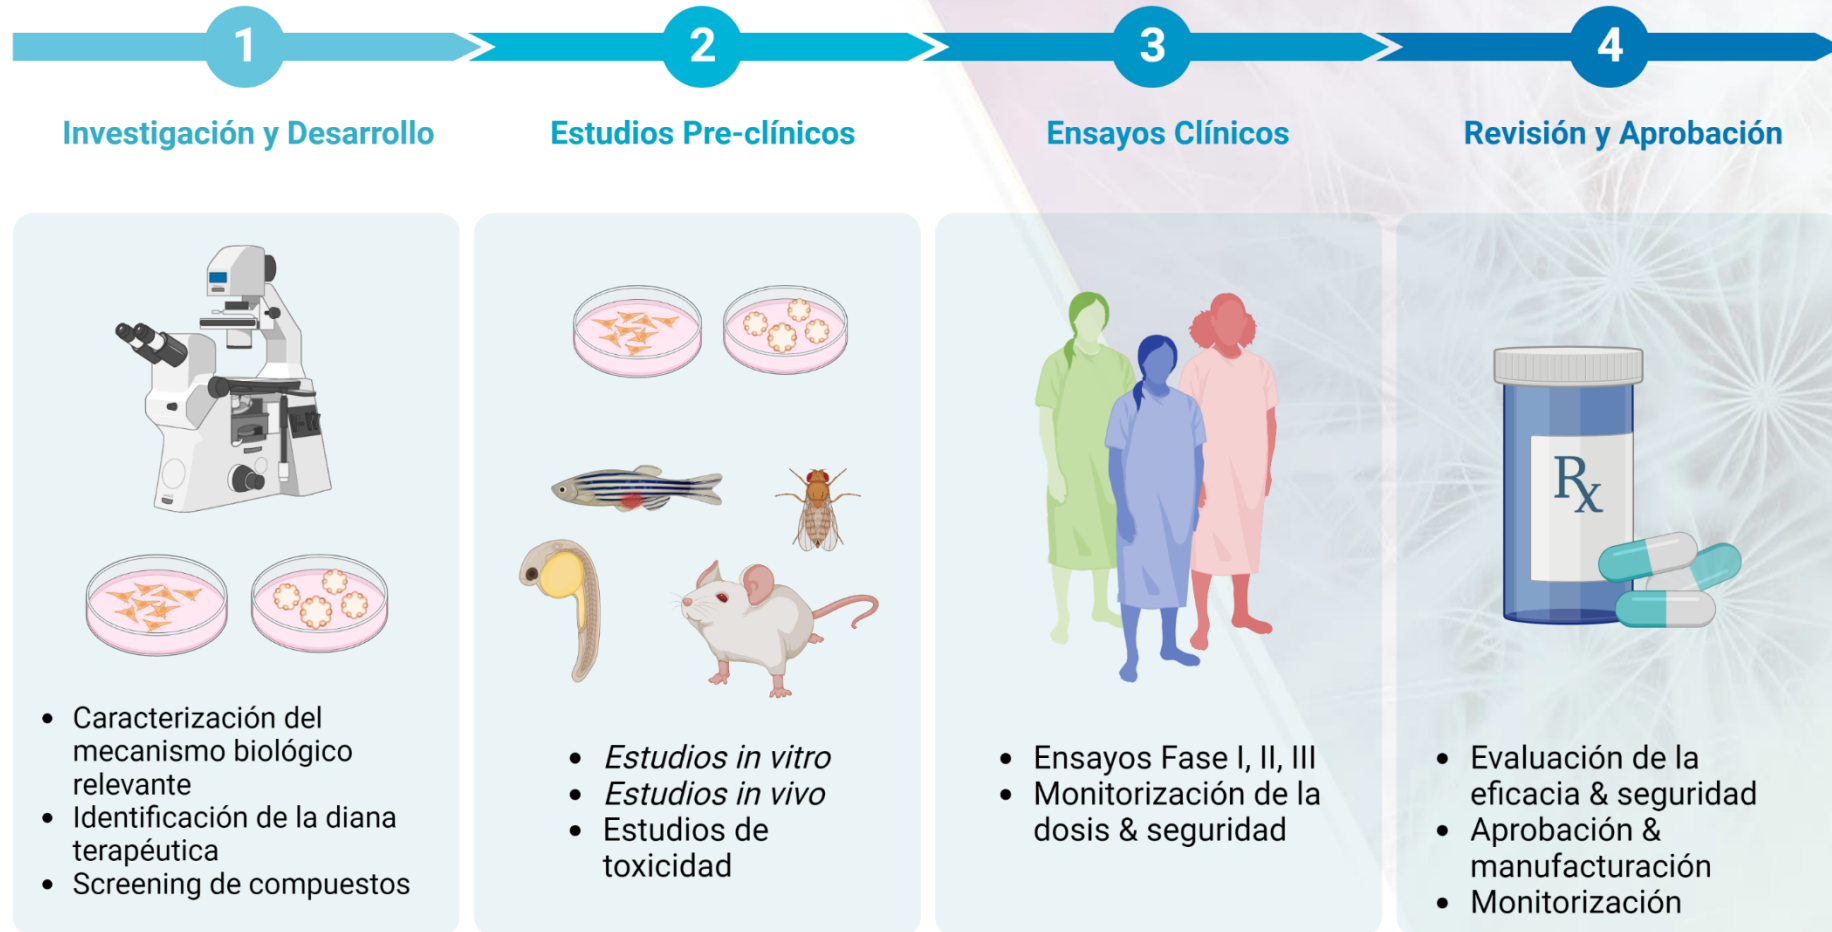 1
2
3
4
Investigación y Desarrollo
Estudios Pre-clínicos
Ensayos Clínicos
Revisión y Aprobación
• Caracterización del
mecanismo biológico
relevante
• Identificación de la diana
terapéutica
• Screening de compuestos
• Estudios in vitro
• Estudios in vivo
• Estudios de
toxicidad
• Ensayos Fase I, II, III
• Monitorización de la
dosis & seguridad
Rx
• Evaluación de la
eficacia & seguridad
• Aprobación &
manufacturación
• Monitorización